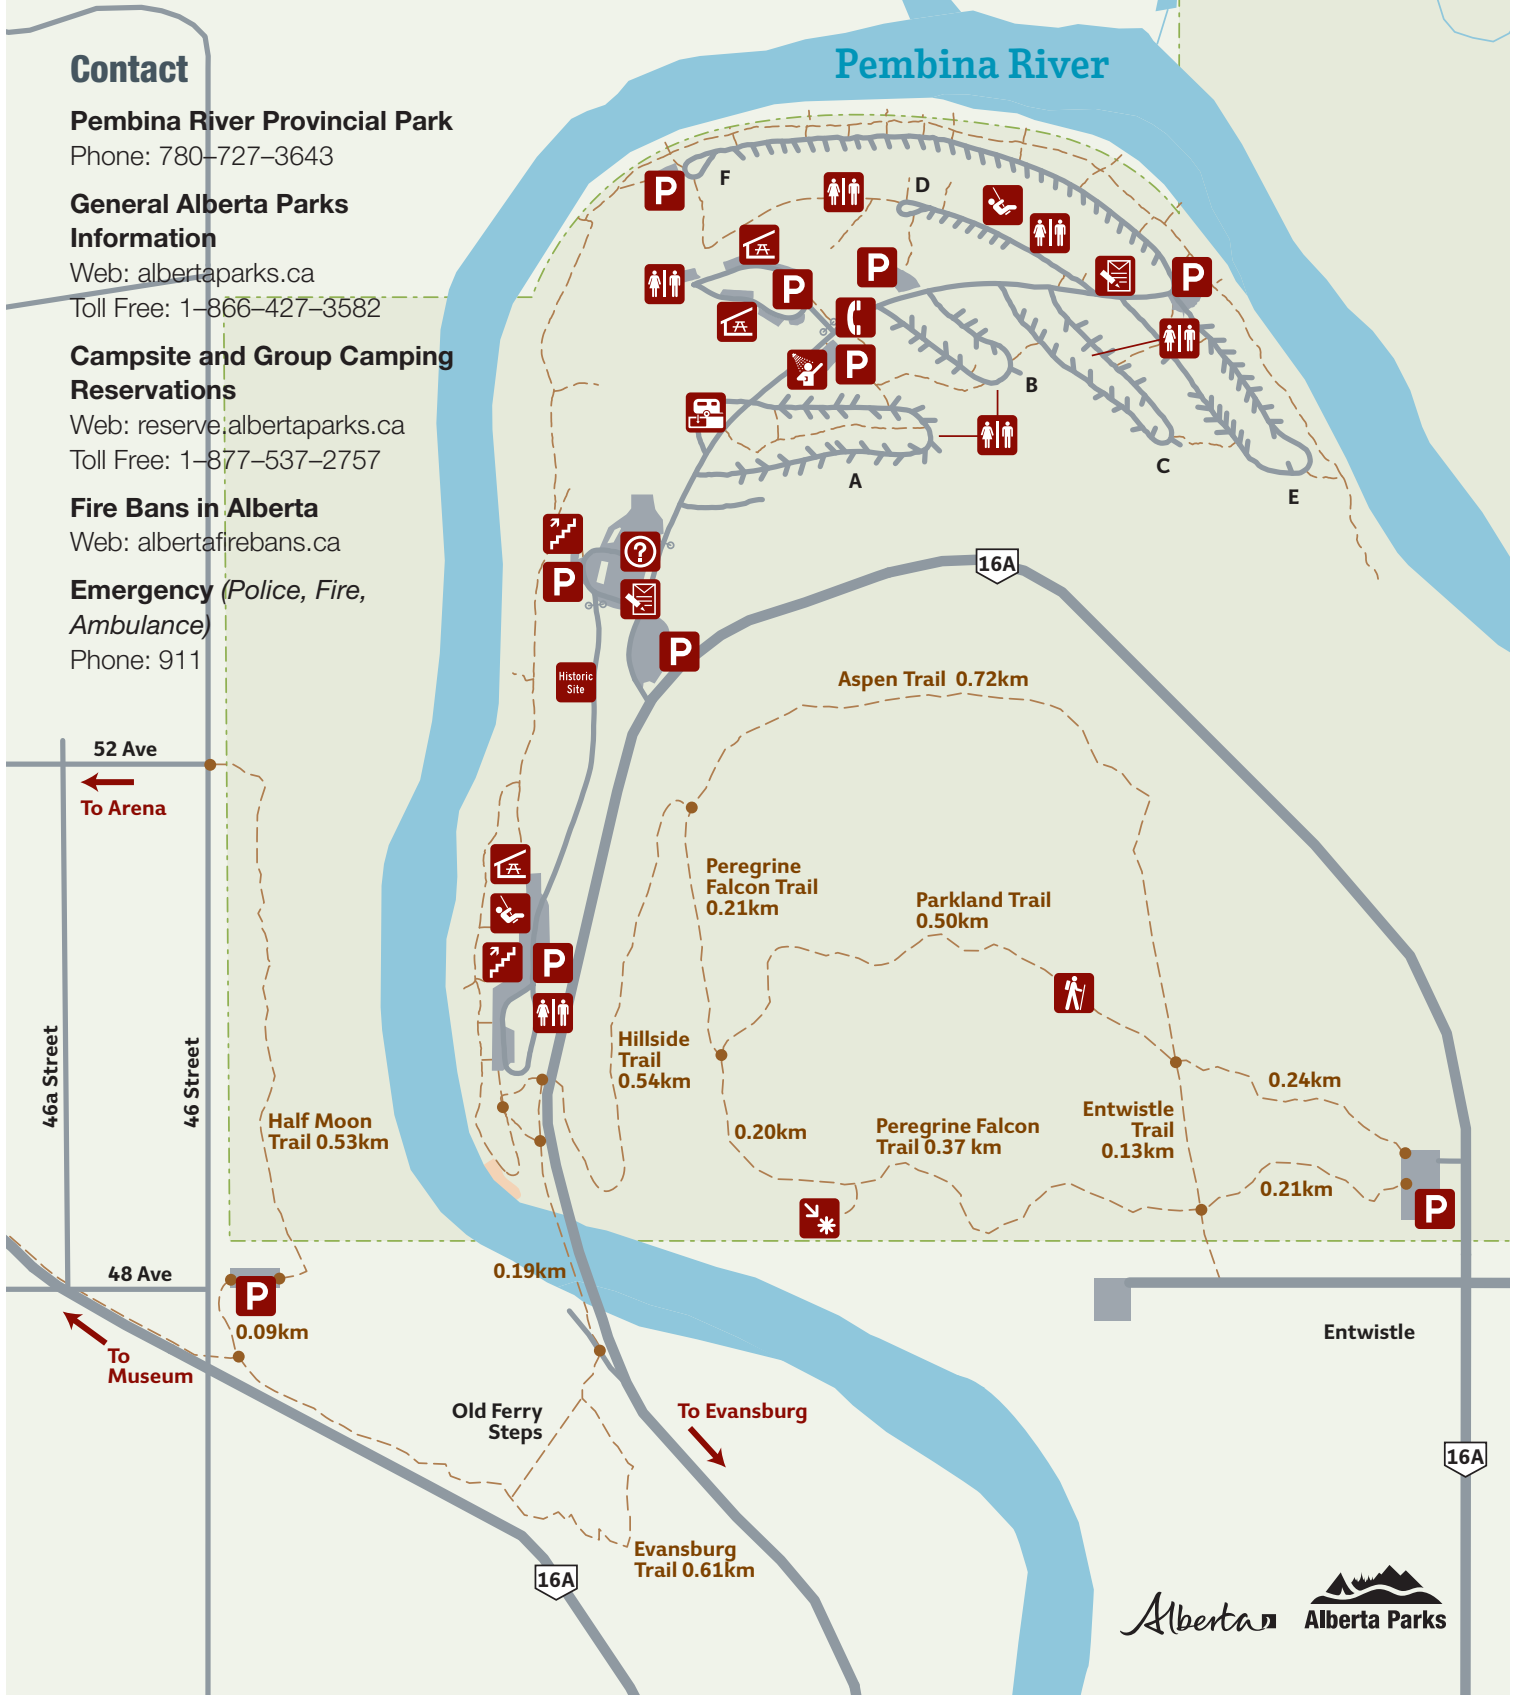 Contact
Pembina River Provincial Park
Phone: 780–727–3643
General Alberta Parks
Information
Web: albertaparks.ca
Toll Free: 1–866–427–3582
Campsite and Group Camping
Reservations
Web: reserve.albertaparks.ca
Toll Free: 1–877–537–2757
Fire Bans in Alberta
Web: albertafirebans.ca
Emergency (Police, Fire,
Ambulance)
Phone: 911
Pembina River
P
F
D
P
P
P
P
B
A
C
E
?
P
P
16A
Historic
Site
Aspen Trail 0.72km
52 Ave
To Arena
Peregrine
Falcon Trail
0.21km
Parkland Trail
0.50km
P
46a Street
46 Street
Hillside
Trail
0.54km
Half Moon
Trail 0.53km
0.20km
Peregrine Falcon
Trail 0.37 km
Entwistle
Trail
0.13km
0.24km
0.21km
P
0.19km
48 Ave
P
0.09km
To
Museum
Entwistle
Old Ferry
Steps
To Evansburg
16A
Evansburg
Trail 0.61km
16A
Alberta
Alberta Parks